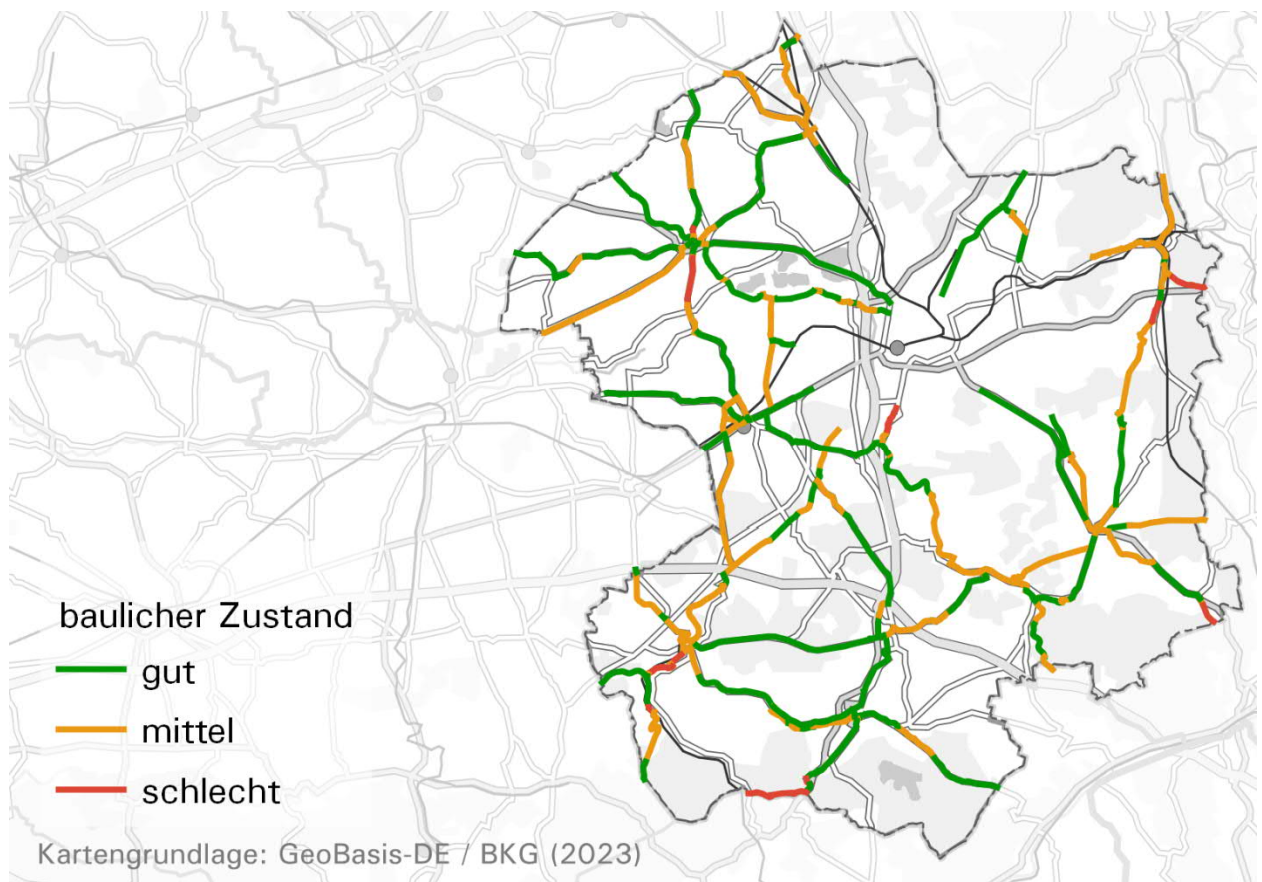 baulicher Zustand
gut
mittel
schlecht
Kartengrundlage: GeoBasis-DE / BKG (2023)